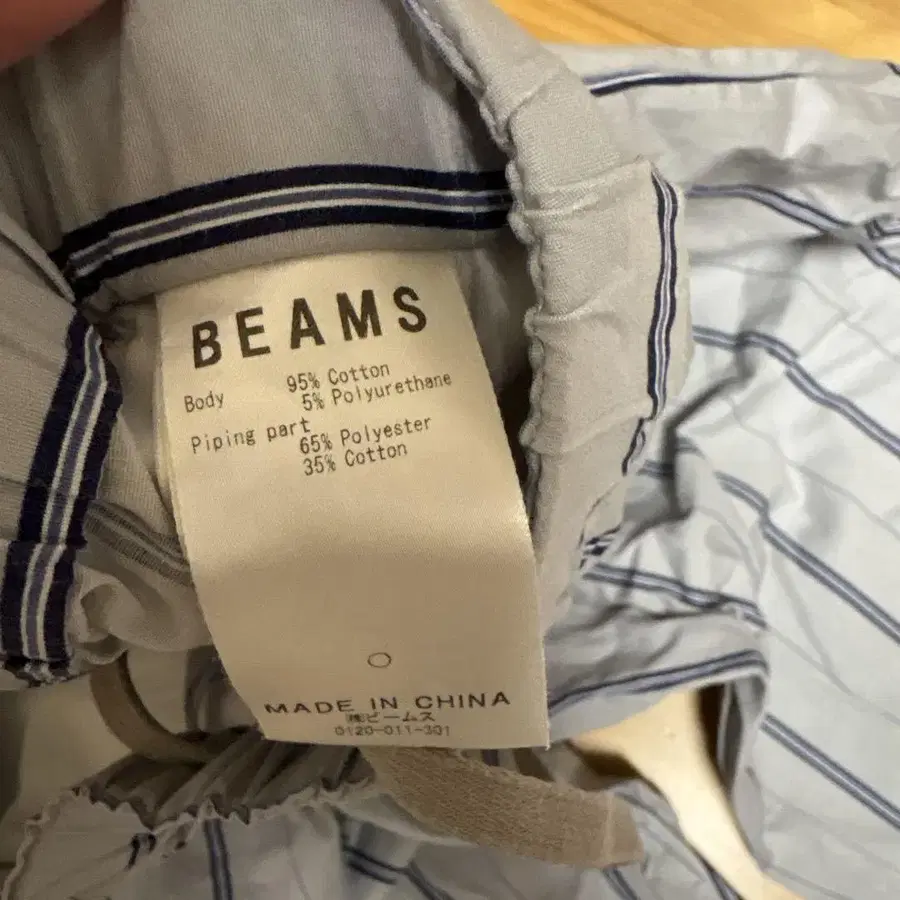 BEAMS
Body 95% Cotton
5% Polyurethane
Piping part
65% Polyester
35% Cotton
MADE IN CHINA
㈱ビームス
0120-011-301